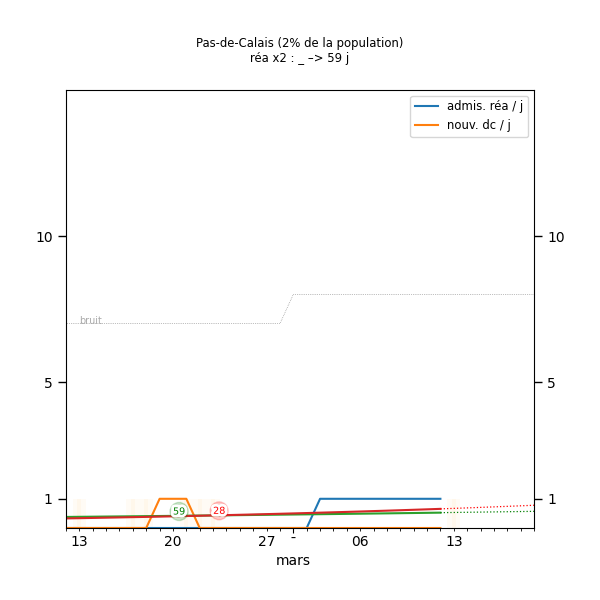 Pas-de-Calais (2% de la population)
réa x2 : _ –> 59 j
admis. réa / j
nouv. dc / j
10 10
bruit
5 5
1 59 28 1
13 20 27 - 06 13
mars